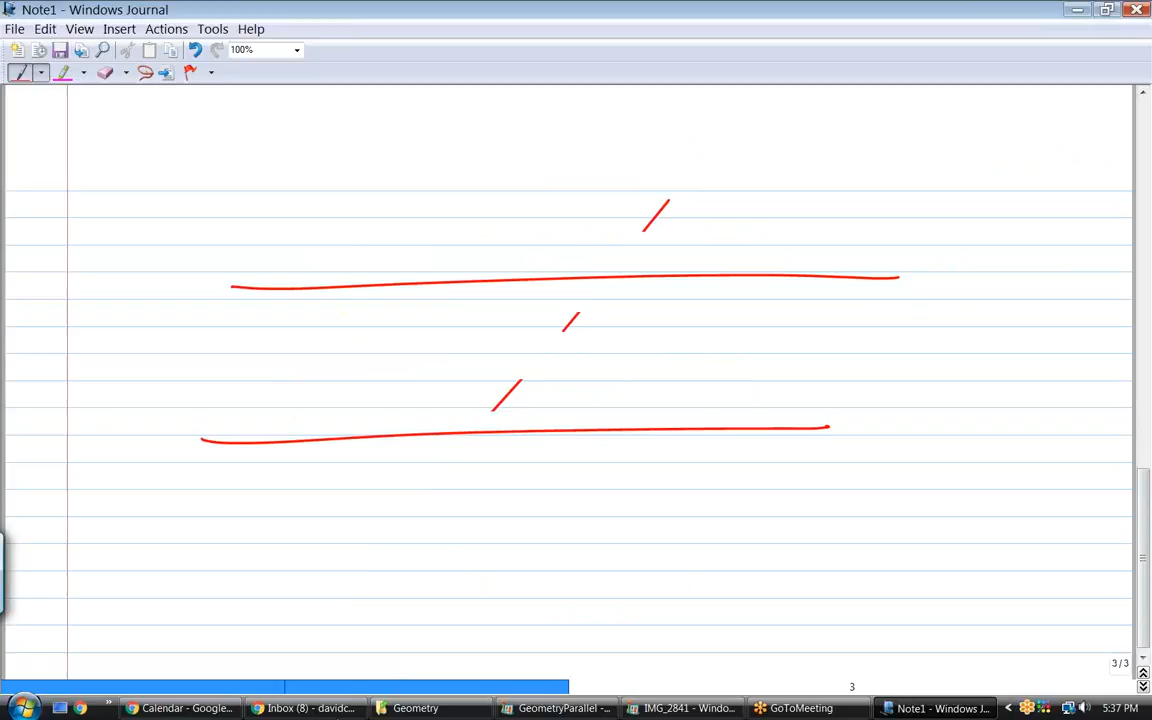 Note1 - Windows Journal
File Edit View Insert Actions Tools Help
100%
3 / 3
3
Calendar - Google...
Inbox (8) - davidc...
Geometry
GeometryParallel -...
IMG_2841 - Windo...
GoToMeeting
Note1 - Windows J...
5:37 PM